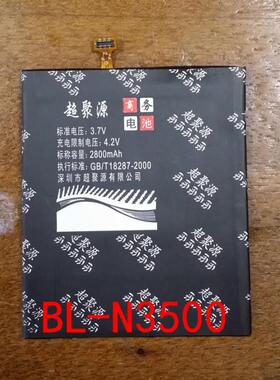 超聚源
商务
电池
标准电压：3.7V
充电限制电压：4.2V
标称容量：2800mAh
执行标准：GB/T18287-2000
深圳市超聚源有限公司
BL-N3500